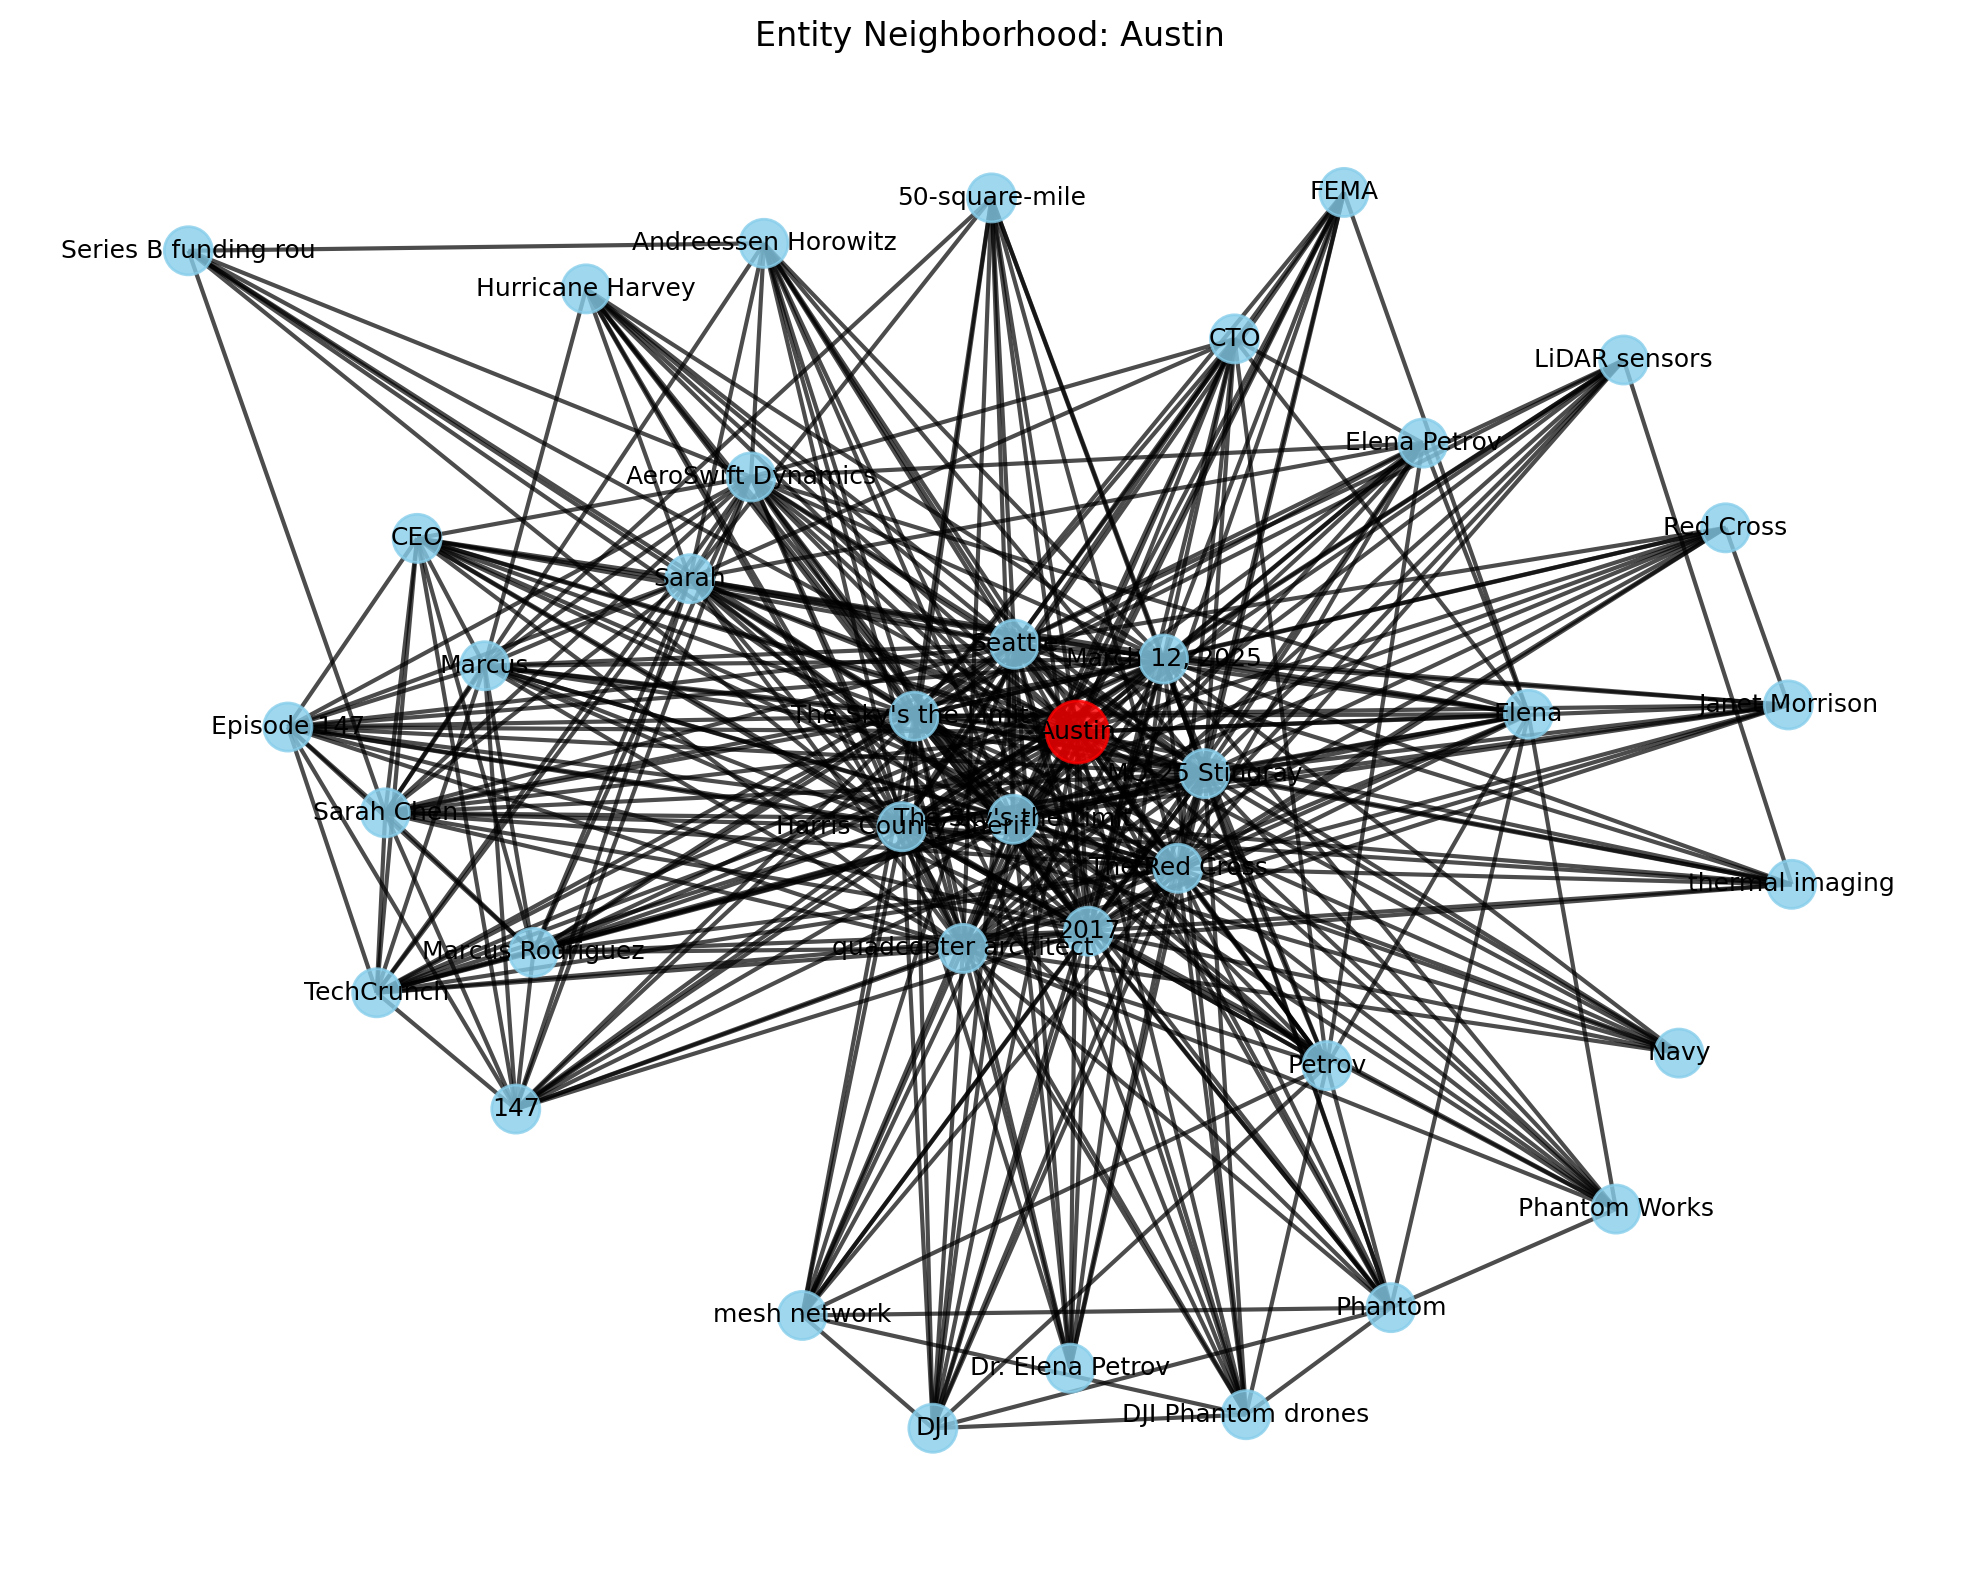 Entity Neighborhood: Austin
50-square-mile
FEMA
Series B funding rou
Andreessen Horowitz
Hurricane Harvey
CTO
LiDAR sensors
Elena Petrov
AeroSwift Dynamics
CEO
Red Cross
Sarah
Seattle
March 12, 2025
Marcus
Janet Morrison
The Sky's the Limit
Elena
Episode 147
Austin
MQ-25 Stingray
Sarah Chen
The Sky's the Limit
Harris County Sherif
The Red Cross
thermal imaging
2017
quadcopter architect
Marcus Rodriguez
TechCrunch
Navy
Petrov
147
Phantom Works
Phantom
mesh network
Dr. Elena Petrov
DJI Phantom drones
DJI